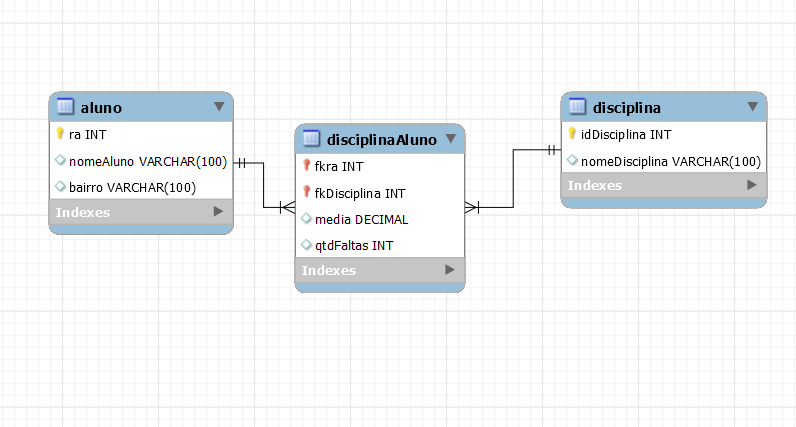 aluno
ra INT
nomeAluno VARCHAR(100)
bairro VARCHAR(100)
Indexes
disciplinaAluno
fkra INT
fkDisciplina INT
media DECIMAL
qtdFaltas INT
Indexes
disciplina
idDisciplina INT
nomeDisciplina VARCHAR(100)
Indexes